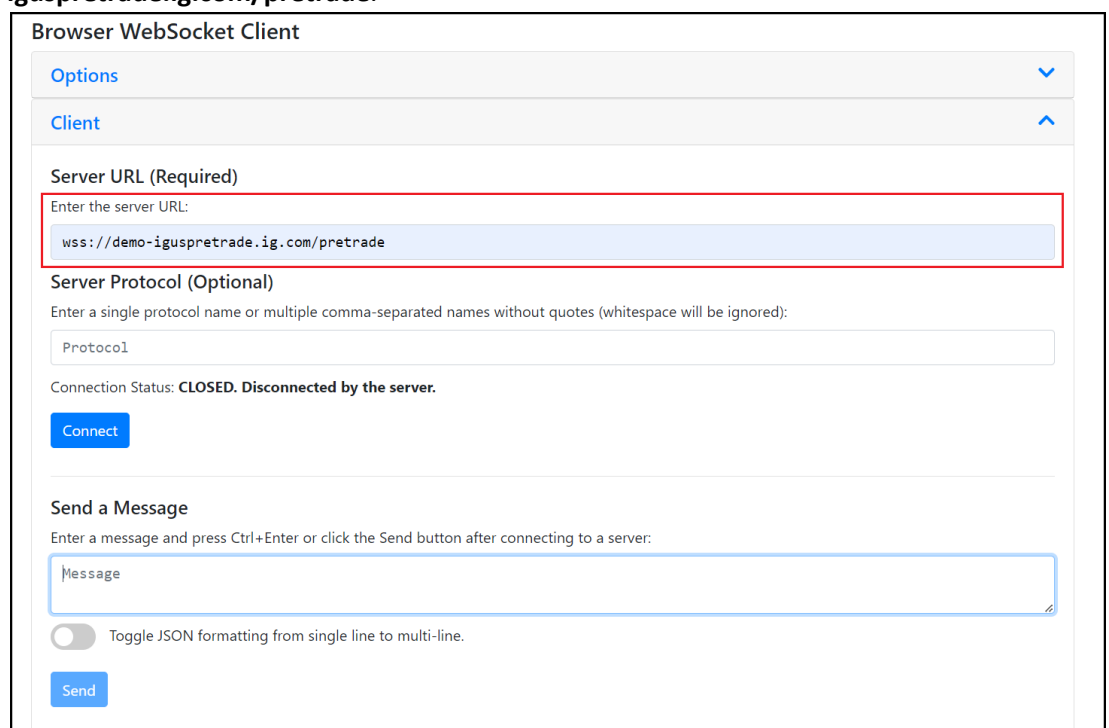 Browser WebSocket Client
Options
Client
Server URL (Required)
Enter the server URL:
wss://demo-iguspretrade.ig.com/pretrade
Server Protocol (Optional)
Enter a single protocol name or multiple comma-separated names without quotes (whitespace will be ignored):
Protocol
Connection Status: CLOSED. Disconnected by the server.
Connect
Send a Message
Enter a message and press Ctrl+Enter or click the Send button after connecting to a server:
Message
Toggle JSON formatting from single line to multi-line.
Send